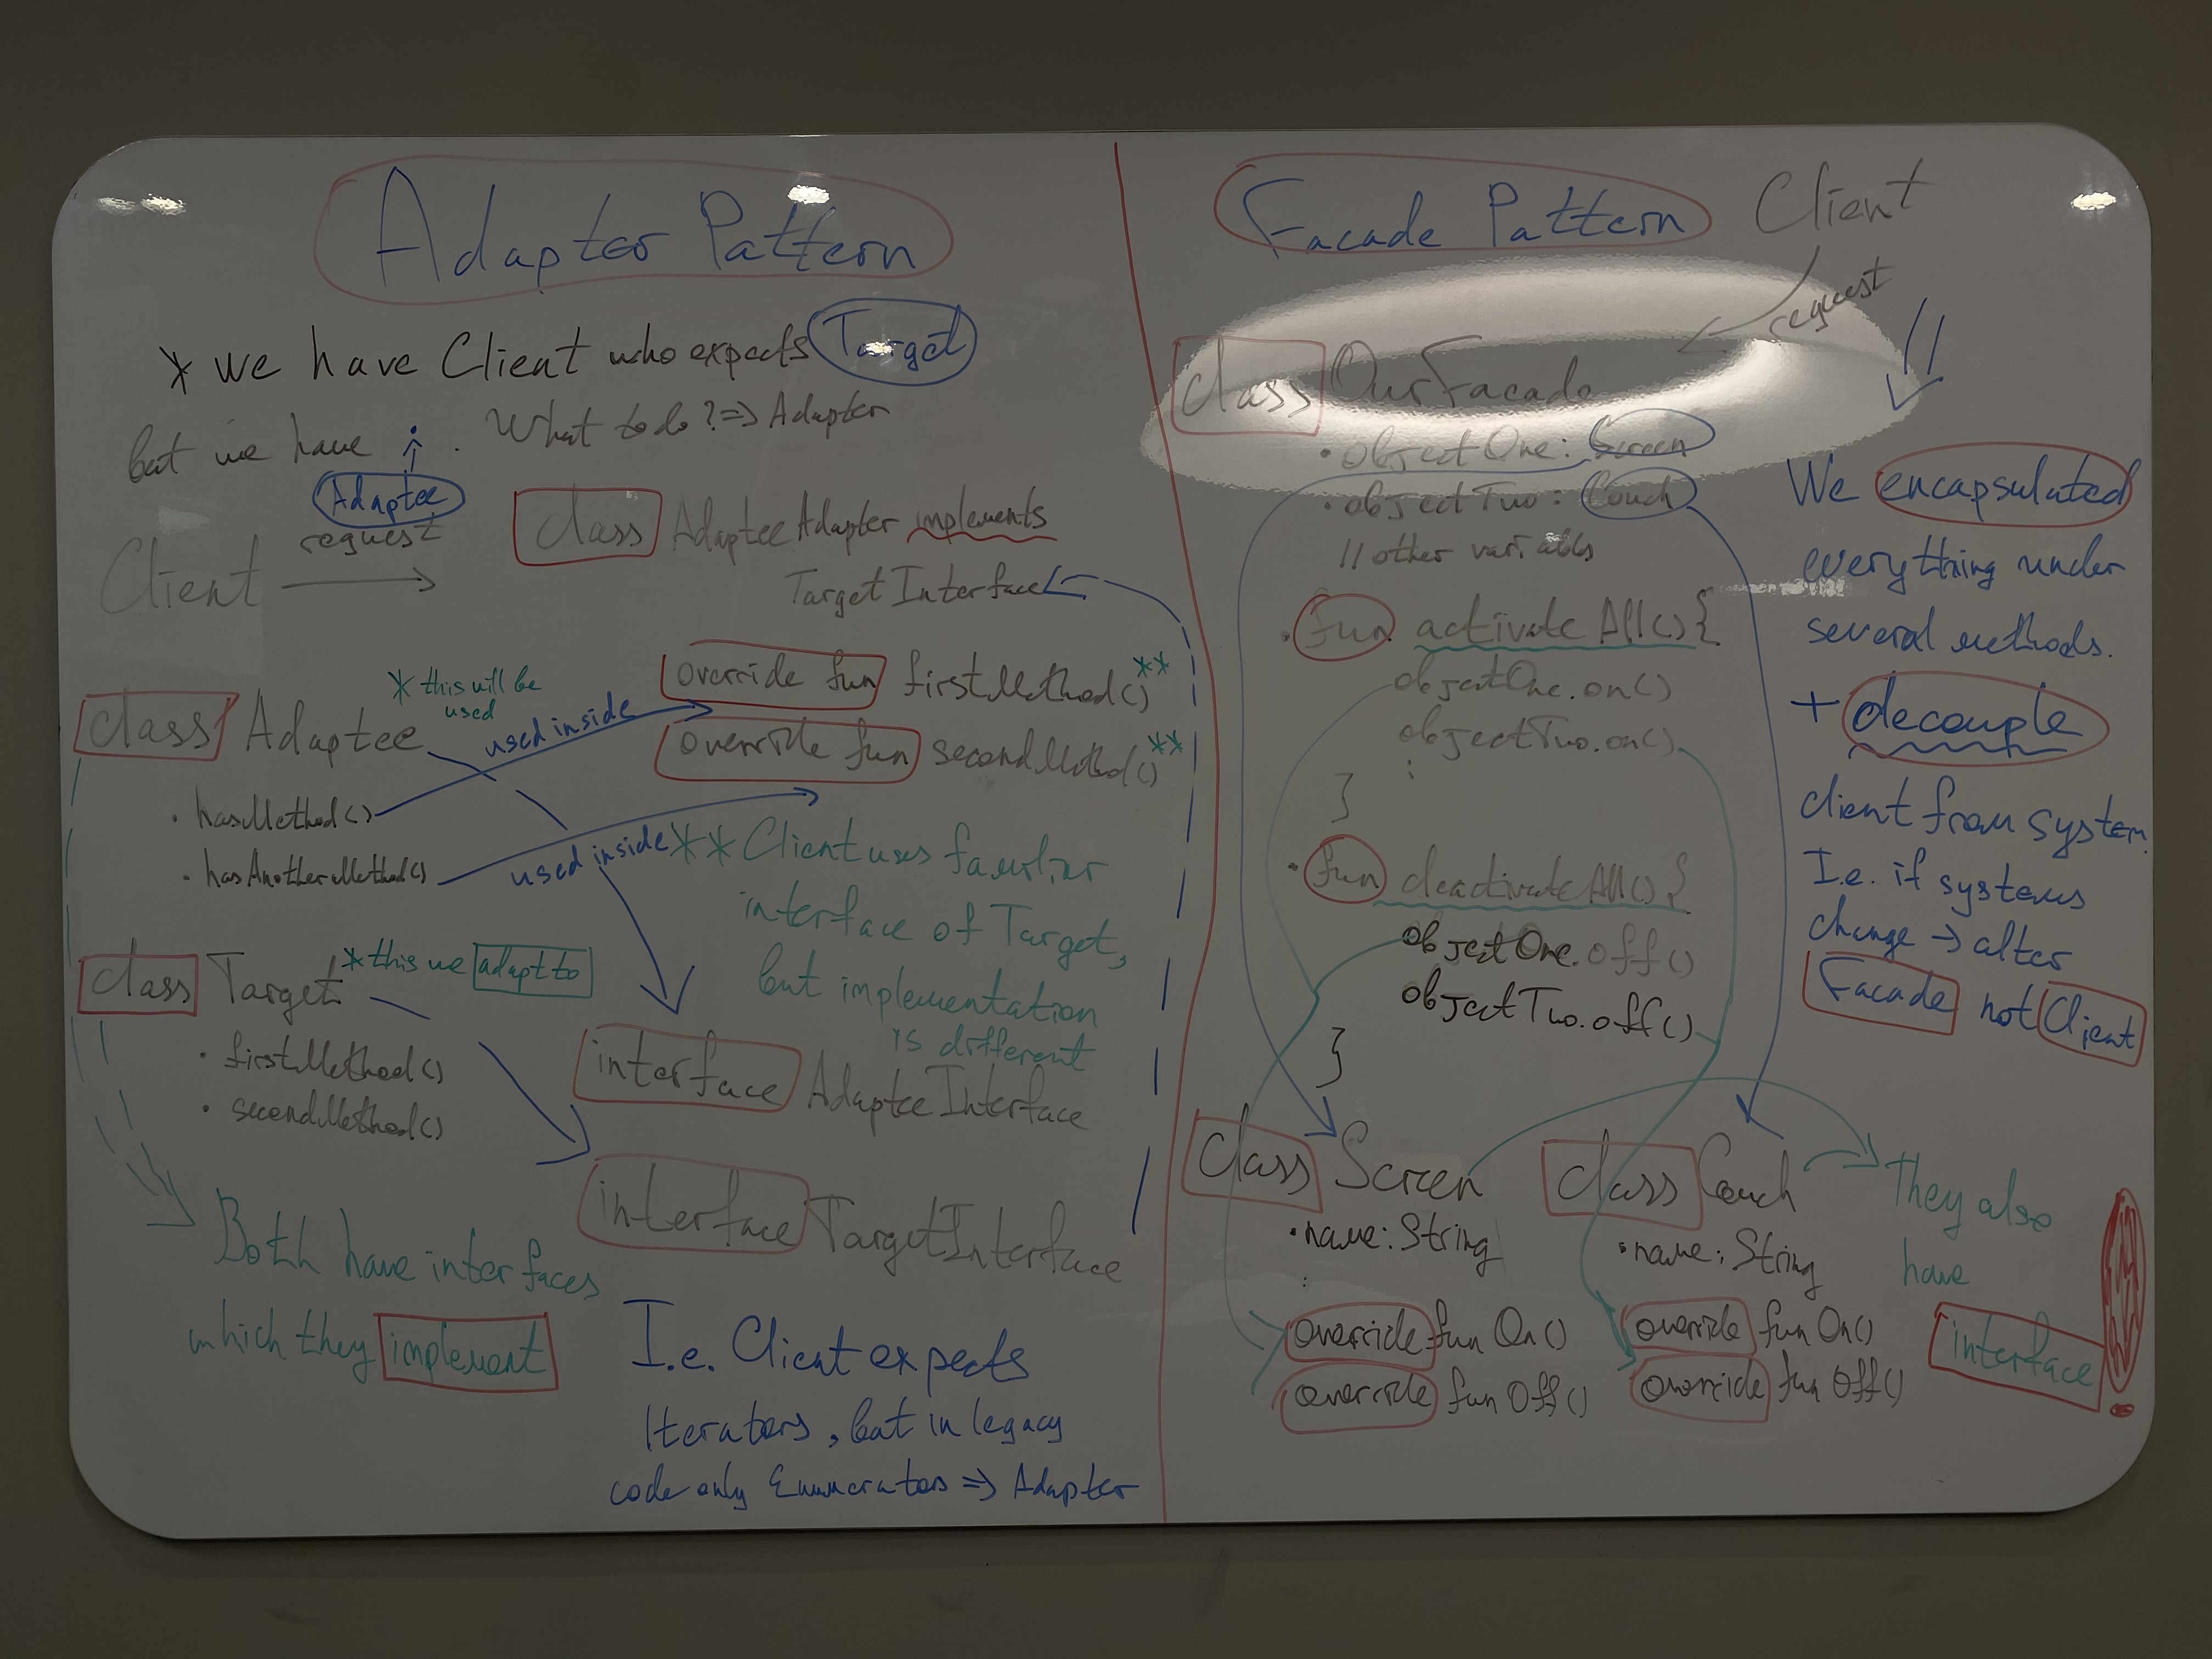 Adapter Pattern
* we have Client who expects Target
but we have . What to do? => Adapter
Adaptee
request
Client
class AdapteeAdapter implements
TargetInterface
override fun firstMethod()**
override fun secondMethod()**
class Adaptee
* this will be
used
• hasMethod()
• hasAnotherMethod()
used inside
used inside
** Client uses familiar
interface of Target,
but implementation
is different
class Target
* this we adapt to
• firstMethod()
• secondMethod()
interface AdapteeInterface
interface TargetInterface
Both have interfaces
which they implement
I.e. Client expects
Iterators, but in legacy
code only Enumerators => Adapter
Facade Pattern
Client
request
class OurFacade
• objectOne: Screen
• objectTwo: Couch
// other variables
• fun activateAll(){
objectOne.on()
objectTwo.on()
:
}
• fun deactivateAll(){
objectOne.off()
objectTwo.off()
}
We encapsulated
everything under
several methods.
+ decouple
client from system.
I.e. if systems
change → alter
Facade not Client
class Screen
• name: String
:
override fun On()
override fun Off()
class Couch
• name: String
override fun On()
override fun Off()
They also
have
interface!